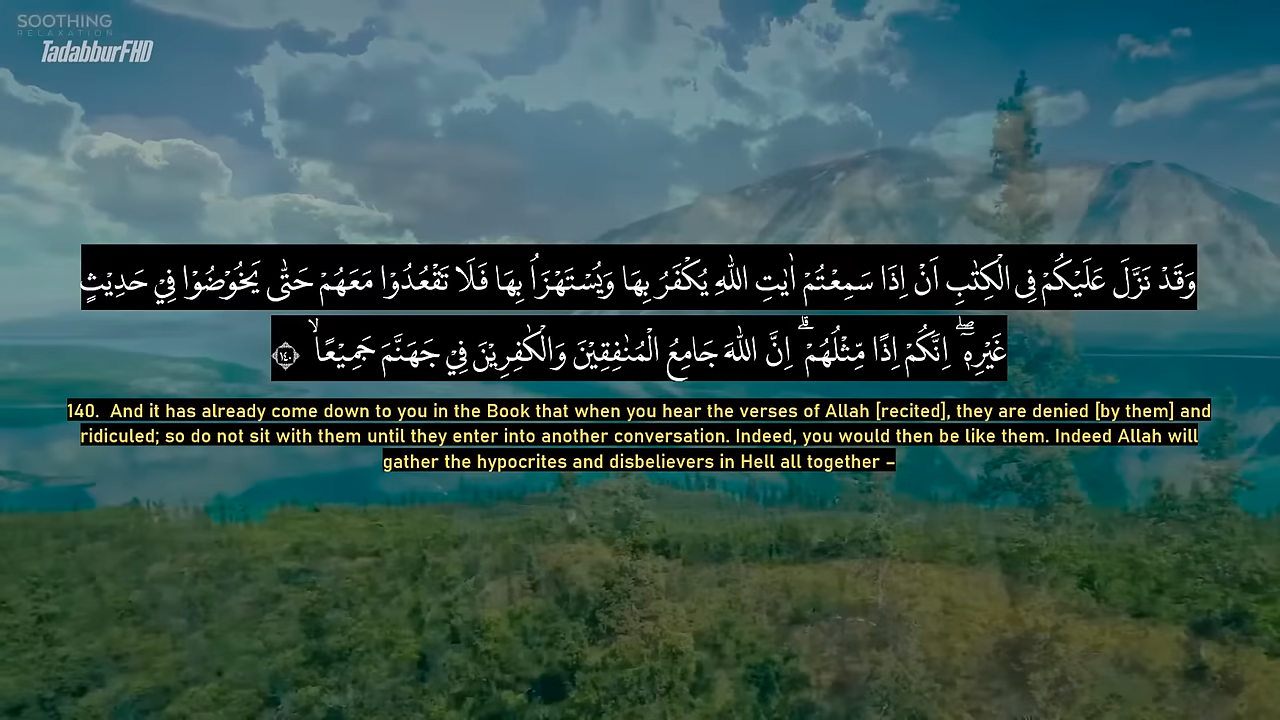 SOOTHING
RELAXATION
TadabburFHD
وَقَدْ نَزَّلَ عَلَيْكُمْ فِى الْكِتٰبِ اَنْ اِذَا سَمِعْتُمْ اٰيٰتِ اللّٰهِ يُكْفَرُ بِهَا وَيُسْتَهْزَاُ بِهَا فَلَا تَقْعُدُوْا مَعَهُمْ حَتّٰى يَخُوْضُوْا فِيْ حَدِيْثٍ
غَيْرِهٖٓ ۖ اِنَّكُمْ اِذًا مِّثْلُهُمْ ۗ اِنَّ اللّٰهَ جَامِعُ الْمُنٰفِقِيْنَ وَالْكٰفِرِيْنَ فِيْ جَهَنَّمَ جَمِيْعًا ۙ ١٤٠
140. And it has already come down to you in the Book that when you hear the verses of Allah [recited], they are denied [by them] and
ridiculed; so do not sit with them until they enter into another conversation. Indeed, you would then be like them. Indeed Allah will
gather the hypocrites and disbelievers in Hell all together –